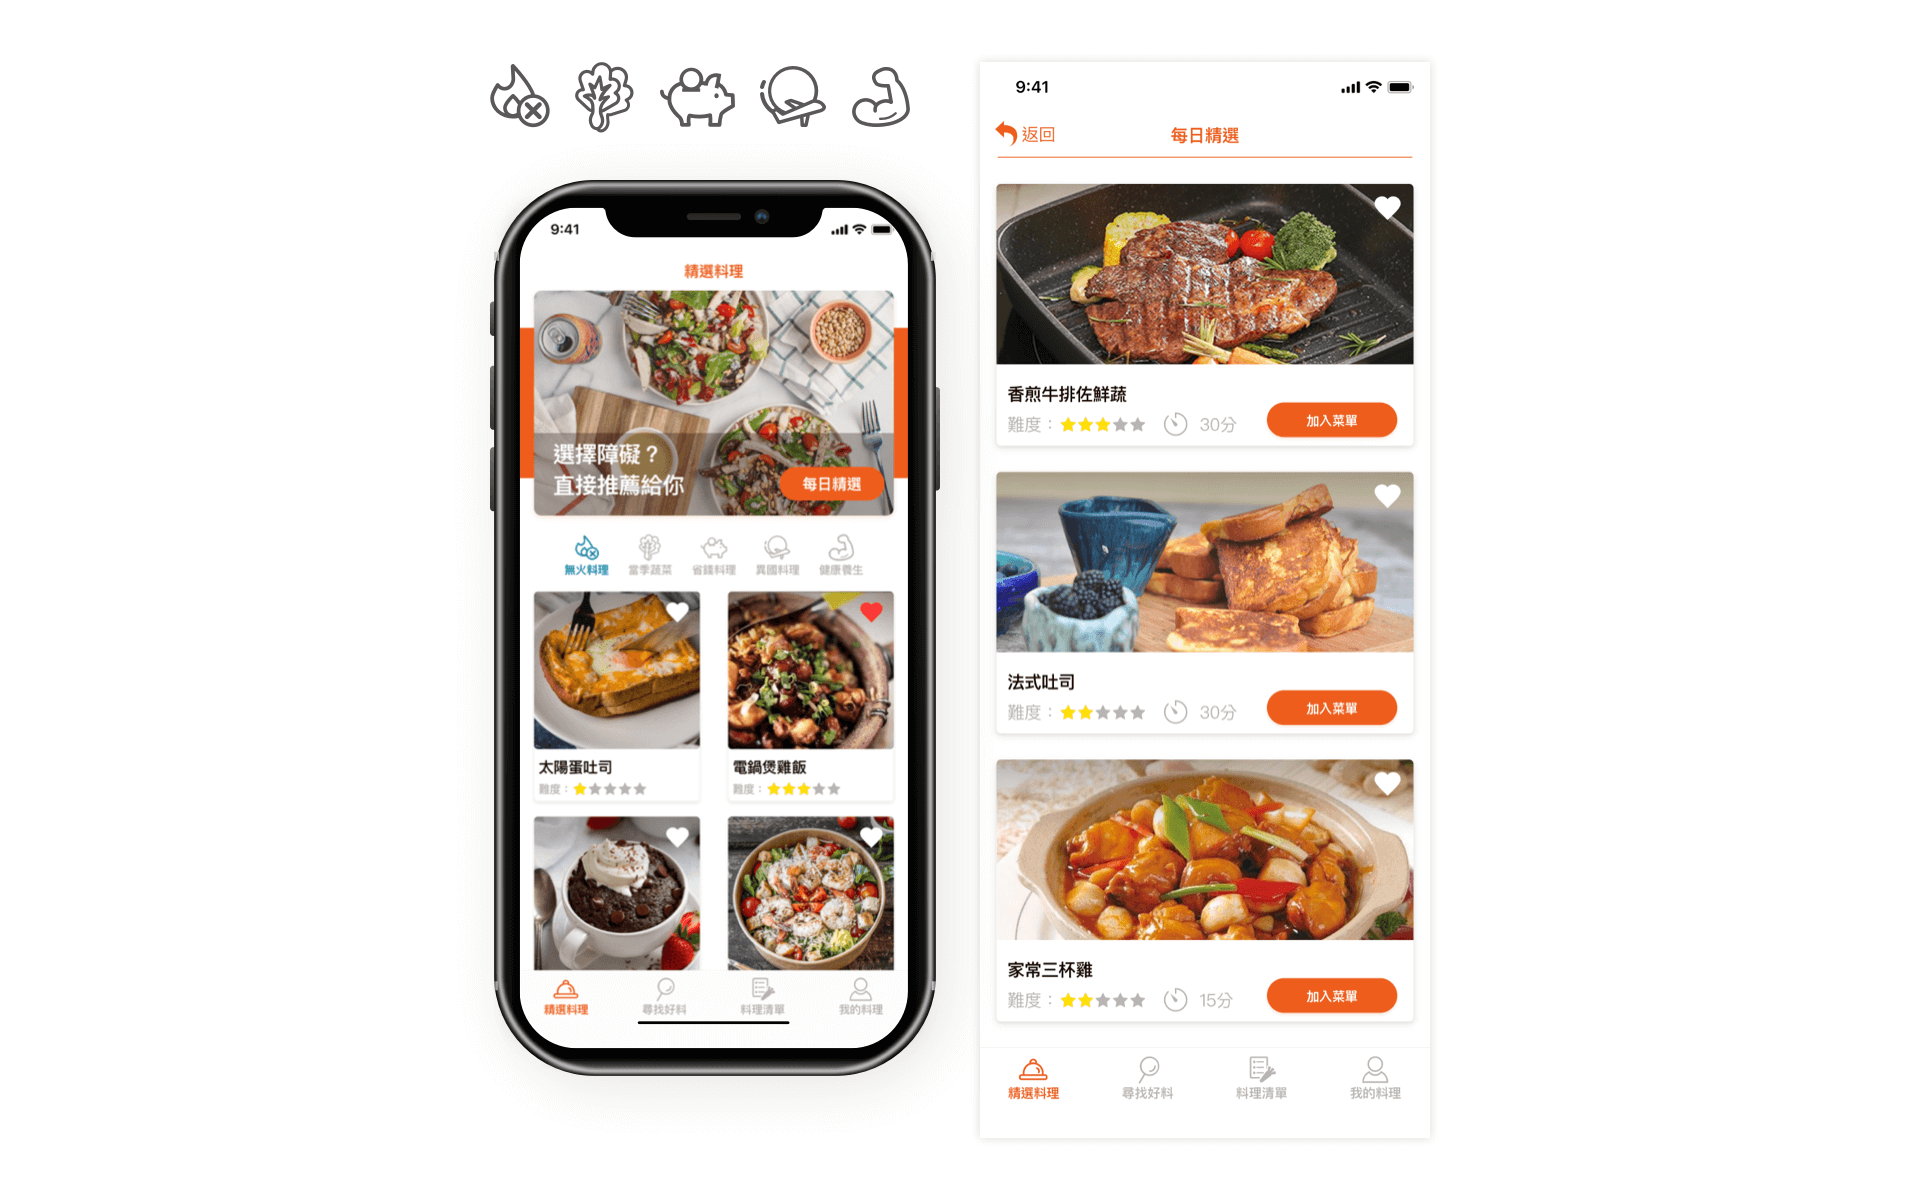 9:41
精選料理
選擇障礙？
直接推薦給你
每日精選
無火料理
當季蔬菜
省錢料理
異國料理
健康養生
太陽蛋吐司
難度：
電鍋煲雞飯
難度：
精選料理
尋找好料
料理清單
我的料理
9:41
返回
每日精選
香煎牛排佐鮮蔬
難度：
30分
加入菜單
法式吐司
難度：
30分
加入菜單
家常三杯雞
難度：
15分
加入菜單
精選料理
尋找好料
料理清單
我的料理